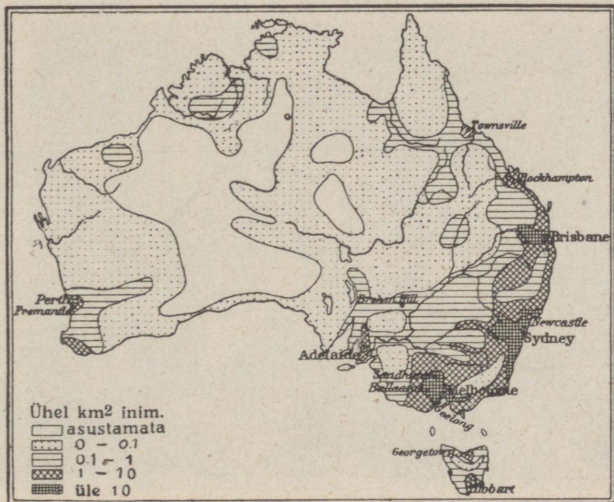 Townsville
Rockhampton
Brisbane
Broken Hill
Perth
Fremantle
Newcastle
Sydney
Adelaide
Sandhurst
Ballarat
Melbourne
Geelong
Georgetown
Hobart
Ühel km² inim.
asustamata
0 – 0.1
0.1 – 1
1 – 10
üle 10